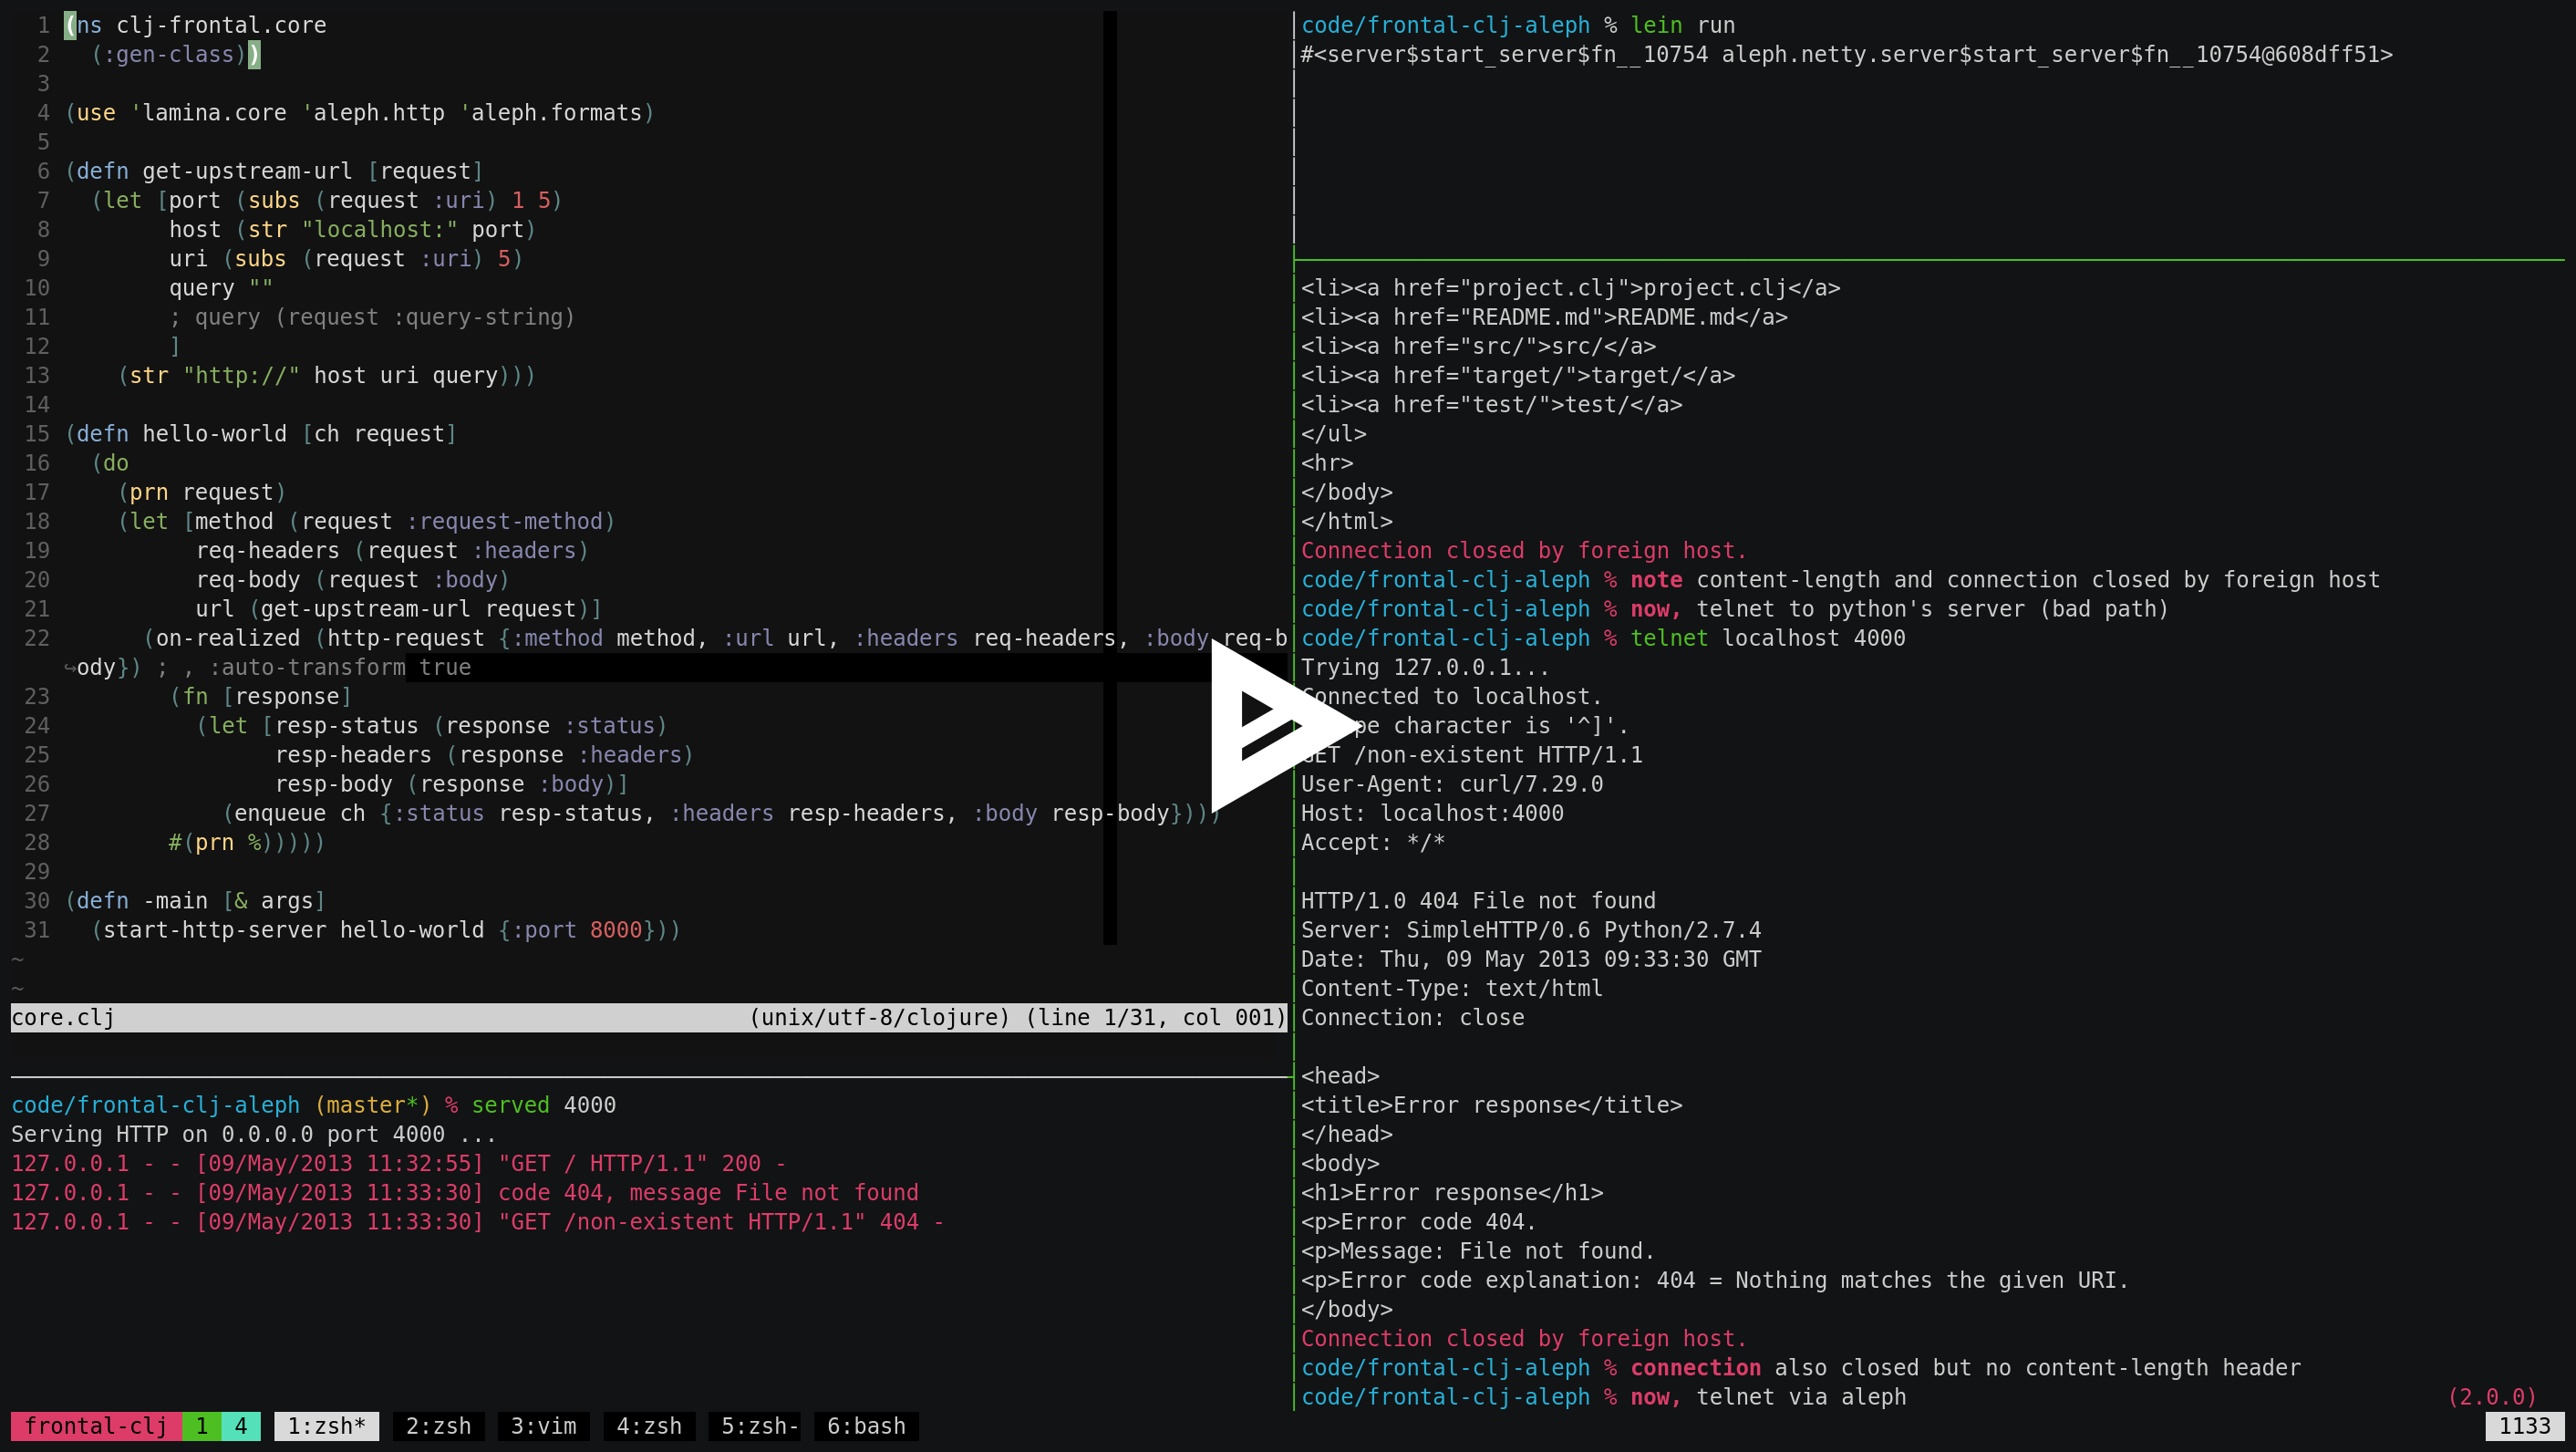 1 (ns clj-frontal.core
2   (:gen-class))
3
4 (use 'lamina.core 'aleph.http 'aleph.formats)
5
6 (defn get-upstream-url [request]
7   (let [port (subs (request :uri) 1 5)
8         host (str "localhost:" port)
9         uri (subs (request :uri) 5)
10         query ""
11         ; query (request :query-string)
12         ]
13     (str "http://" host uri query)))
14
15 (defn hello-world [ch request]
16   (do
17     (prn request)
18     (let [method (request :request-method)
19           req-headers (request :headers)
20           req-body (request :body)
21           url (get-upstream-url request)]
22       (on-realized (http-request {:method method, :url url, :headers req-headers, :body req-b
↪ody}) ; , :auto-transform true
23         (fn [response]
24           (let [resp-status (response :status)
25                 resp-headers (response :headers)
26                 resp-body (response :body)]
27             (enqueue ch {:status resp-status, :headers resp-headers, :body resp-body})))
28         #(prn %)))))
29
30 (defn -main [& args]
31   (start-http-server hello-world {:port 8000}))
~
~
core.clj (unix/utf-8/clojure) (line 1/31, col 001)
code/frontal-clj-aleph (master*) % served 4000
Serving HTTP on 0.0.0.0 port 4000 ...
127.0.0.1 - - [09/May/2013 11:32:55] "GET / HTTP/1.1" 200 -
127.0.0.1 - - [09/May/2013 11:33:30] code 404, message File not found
127.0.0.1 - - [09/May/2013 11:33:30] "GET /non-existent HTTP/1.1" 404 -
code/frontal-clj-aleph % lein run
#<server$start_server$fn__10754 aleph.netty.server$start_server$fn__10754@608dff51>
<li><a href="project.clj">project.clj</a>
<li><a href="README.md">README.md</a>
<li><a href="src/">src/</a>
<li><a href="target/">target/</a>
<li><a href="test/">test/</a>
</ul>
<hr>
</body>
</html>
Connection closed by foreign host.
code/frontal-clj-aleph % note content-length and connection closed by foreign host
code/frontal-clj-aleph % now, telnet to python's server (bad path)
code/frontal-clj-aleph % telnet localhost 4000
Trying 127.0.0.1...
Connected to localhost.
character is '^]'.
GET /non-existent HTTP/1.1
User-Agent: curl/7.29.0
Host: localhost:4000
Accept: */*

HTTP/1.0 404 File not found
Server: SimpleHTTP/0.6 Python/2.7.4
Date: Thu, 09 May 2013 09:33:30 GMT
Content-Type: text/html
Connection: close

<head>
<title>Error response</title>
</head>
<body>
<h1>Error response</h1>
<p>Error code 404.
<p>Message: File not found.
<p>Error code explanation: 404 = Nothing matches the given URI.
</body>
Connection closed by foreign host.
code/frontal-clj-aleph % connection also closed but no content-length header
code/frontal-clj-aleph % now, telnet via aleph (2.0.0)
frontal-clj 1 4 1:zsh* 2:zsh 3:vim 4:zsh 5:zsh- 6:bash 1133